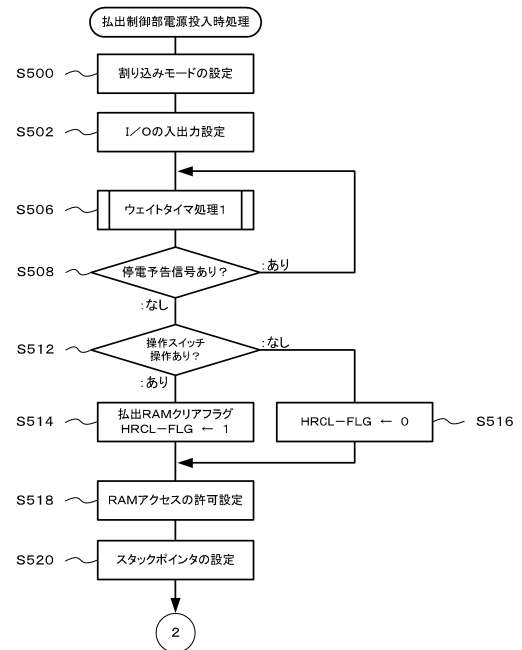 払出制御部電源投入時処理
S500
割り込みモードの設定
S502
I/Oの入出力設定
S506
ウェイトタイマ処理1
S508
停電予告信号あり?
:あり
:なし
S512
操作スイッチ
操作あり?
:なし
:あり
S514
払出RAMクリアフラグ
HRCL-FLG ← 1
HRCL-FLG ← 0
S516
S518
RAMアクセスの許可設定
S520
スタックポインタの設定
2